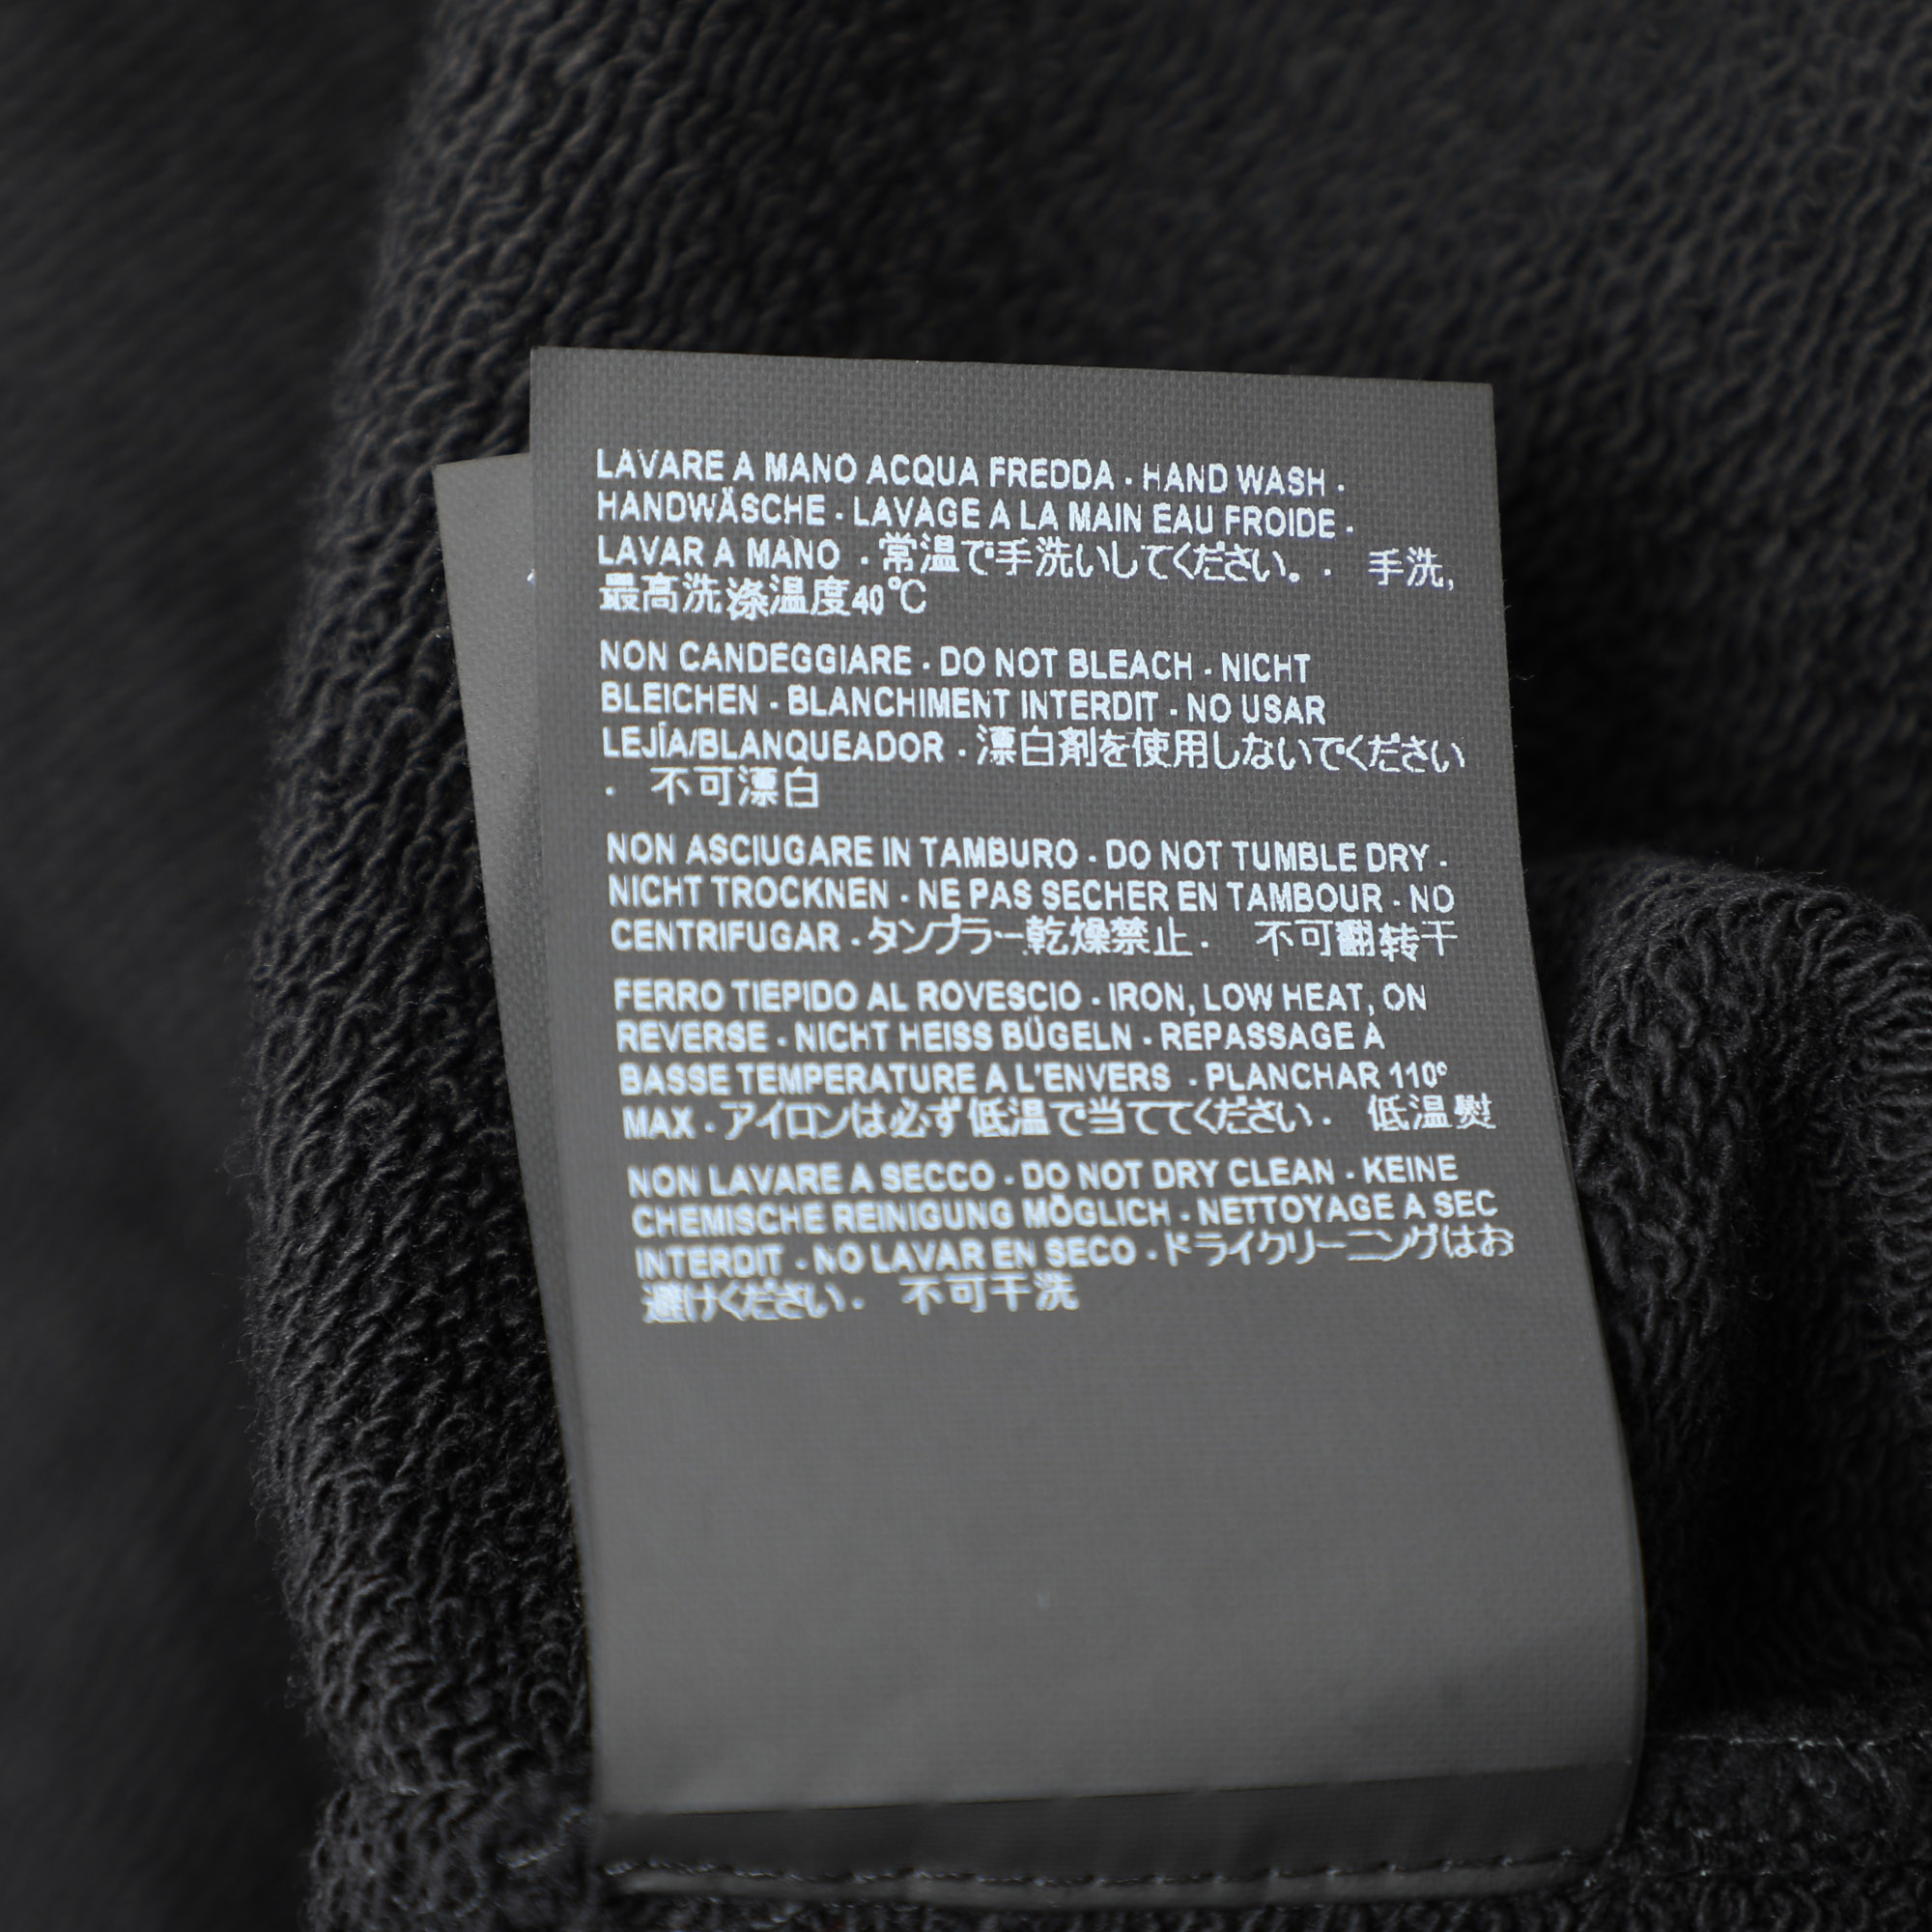 LAVARE A MANO ACQUA FREDDA - HAND WASH -
HANDWÄSCHE - LAVAGE A LA MAIN EAU FROIDE -
LAVAR A MANO - 常温で手洗いしてください。 - 手洗,
最高洗涤温度40℃
NON CANDEGGIARE - DO NOT BLEACH - NICHT
BLEICHEN - BLANCHIMENT INTERDIT - NO USAR
LEJÍA/BLANQUEADOR - 漂白剤を使用しないでください
- 不可漂白
NON ASCIUGARE IN TAMBURO - DO NOT TUMBLE DRY -
NICHT TROCKNEN - NE PAS SECHER EN TAMBOUR - NO
CENTRIFUGAR - タンブラー乾燥禁止 - 不可翻转干
FERRO TIEPIDO AL ROVESCIO - IRON, LOW HEAT, ON
REVERSE - NICHT HEISS BÜGELN - REPASSAGE A
BASSE TEMPERATURE A L'ENVERS - PLANCHAR 110°
MAX - アイロンは必ず低温で当ててください - 低温熨
NON LAVARE A SECCO - DO NOT DRY CLEAN - KEINE
CHEMISCHE REINIGUNG MÖGLICH - NETTOYAGE A SEC
INTERDIT - NO LAVAR EN SECO - ドライクリーニングはお
避けください - 不可干洗